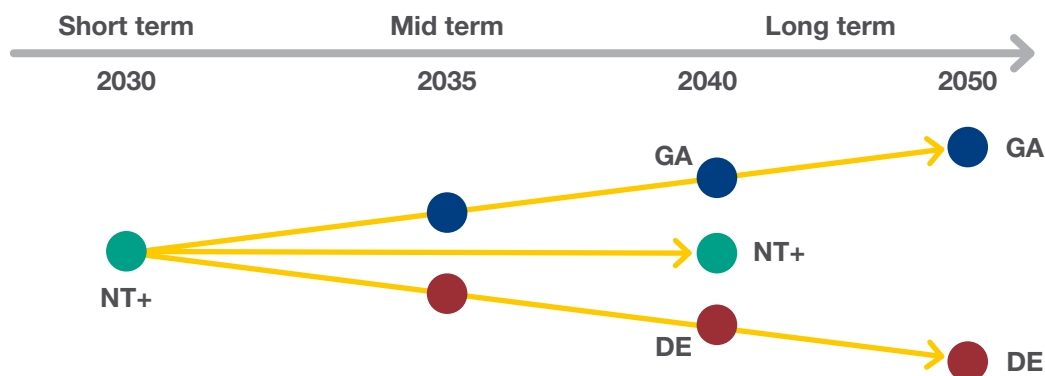 Short term Mid term Long term
2030 2035 2040 2050
GA GA
NT+
NT+
DE
DE